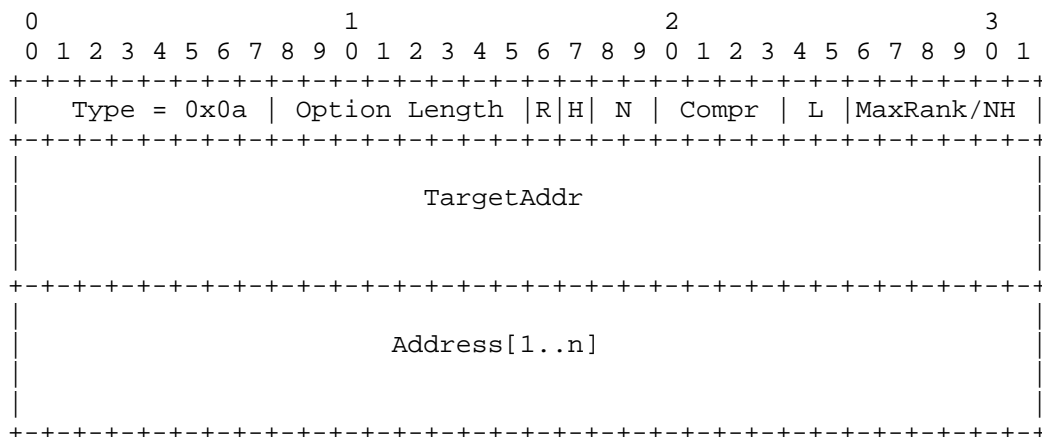 0                   1                   2                   3
 0 1 2 3 4 5 6 7 8 9 0 1 2 3 4 5 6 7 8 9 0 1 2 3 4 5 6 7 8 9 0 1
+-+-+-+-+-+-+-+-+-+-+-+-+-+-+-+-+-+-+-+-+-+-+-+-+-+-+-+-+-+-+-+-+
|   Type = 0x0a | Option Length |R|H| N | Compr | L |MaxRank/NH |
+-+-+-+-+-+-+-+-+-+-+-+-+-+-+-+-+-+-+-+-+-+-+-+-+-+-+-+-+-+-+-+-+
|                                                               |
|                         TargetAddr                            |
|                                                               |
|                                                               |
+-+-+-+-+-+-+-+-+-+-+-+-+-+-+-+-+-+-+-+-+-+-+-+-+-+-+-+-+-+-+-+-+
|                                                               |
|                       Address[1..n]                           |
|                                                               |
|                                                               |
+-+-+-+-+-+-+-+-+-+-+-+-+-+-+-+-+-+-+-+-+-+-+-+-+-+-+-+-+-+-+-+-+